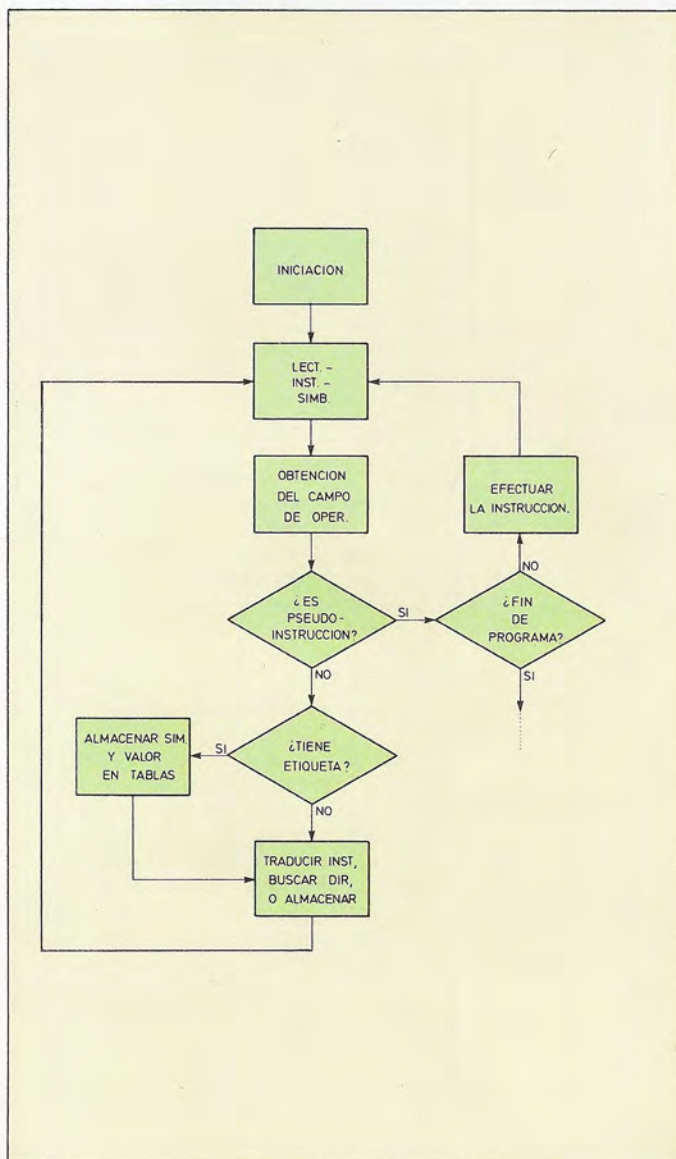 INICIACION
LECT.-
INST.-
SIMB.
OBTENCION
DEL CAMPO
DE OPER.
EFECTUAR
LA INSTRUCCION.
NO
¿ES
PSEUDO-
INSTRUCCION?
SI
¿FIN
DE
PROGRAMA?
NO
SI
ALMACENAR SIM.
Y VALOR
EN TABLAS
SI
¿TIENE
ETIQUETA?
NO
TRADUCIR INST,
BUSCAR DIR,
O ALMACENAR